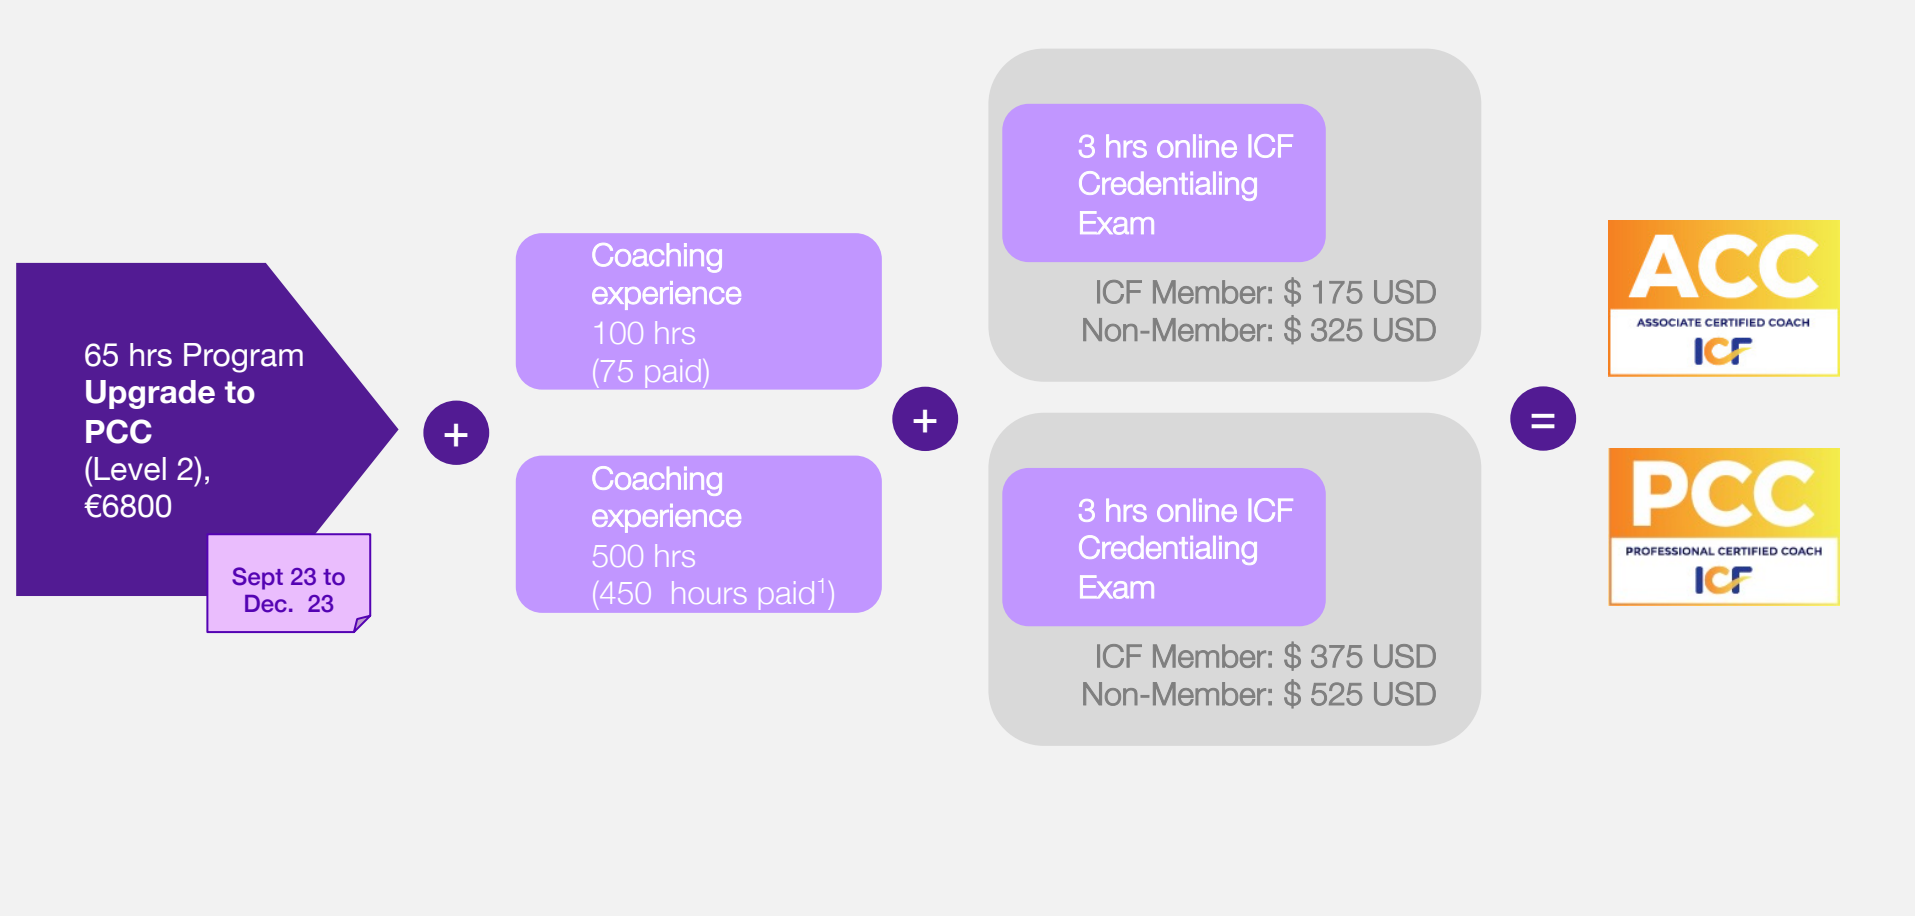 65 hrs Program
Upgrade to
PCC
(Level 2),
€6800
Sept 23 to
Dec.  23
+
Coaching
experience
100 hrs
(75 paid)
Coaching
experience
500 hrs
(450  hours paid¹)
+
3 hrs online ICF
Credentialing
Exam
ICF Member: $ 175 USD
Non-Member: $ 325 USD
3 hrs online ICF
Credentialing
Exam
ICF Member: $ 375 USD
Non-Member: $ 525 USD
=
ACC
ASSOCIATE CERTIFIED COACH
ICF
PCC
PROFESSIONAL CERTIFIED COACH
ICF